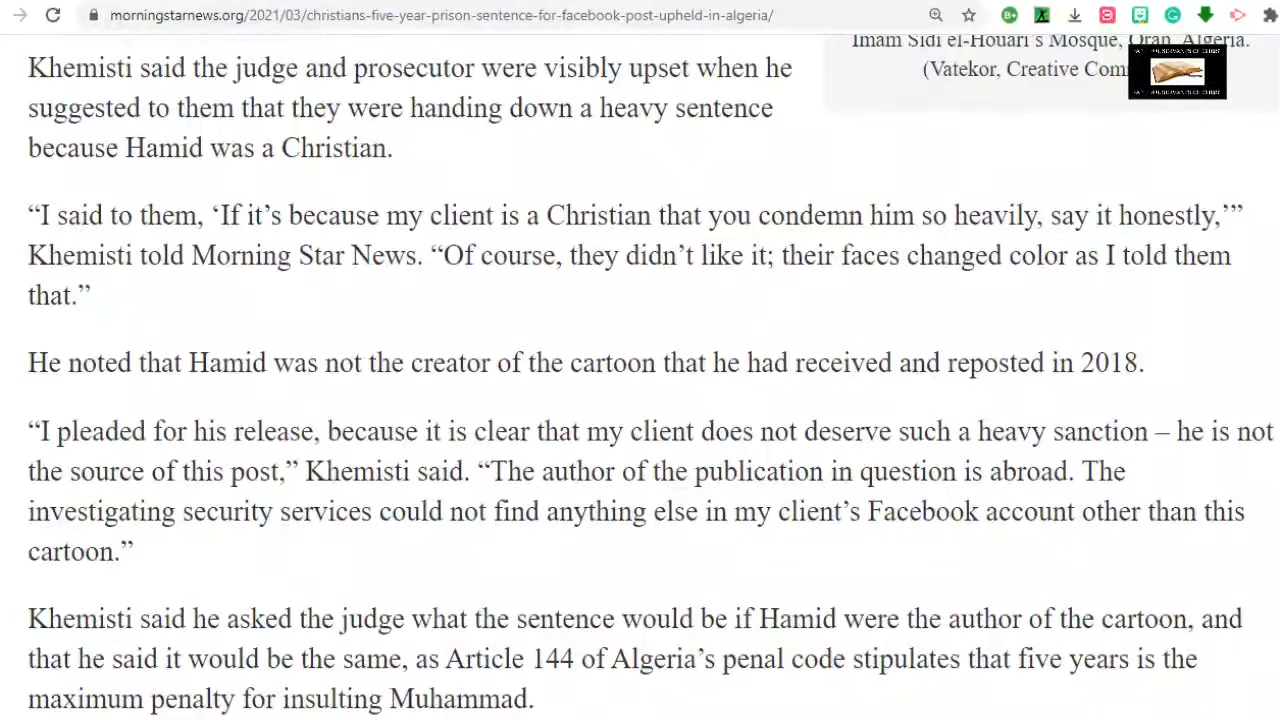 morningstarnews.org/2021/03/christians-five-year-prison-sentence-for-facebook-post-upheld-in-algeria/
Imam Sidi el-Houari's Mosque, Oran, Algeria.
(Vatekor, Creative Com
Khemisti said the judge and prosecutor were visibly upset when he
suggested to them that they were handing down a heavy sentence
because Hamid was a Christian.
“I said to them, ‘If it’s because my client is a Christian that you condemn him so heavily, say it honestly,’”
Khemisti told Morning Star News. “Of course, they didn’t like it; their faces changed color as I told them
that.”
He noted that Hamid was not the creator of the cartoon that he had received and reposted in 2018.
“I pleaded for his release, because it is clear that my client does not deserve such a heavy sanction – he is not
the source of this post,” Khemisti said. “The author of the publication in question is abroad. The
investigating security services could not find anything else in my client’s Facebook account other than this
cartoon.”
Khemisti said he asked the judge what the sentence would be if Hamid were the author of the cartoon, and
that he said it would be the same, as Article 144 of Algeria’s penal code stipulates that five years is the
maximum penalty for insulting Muhammad.